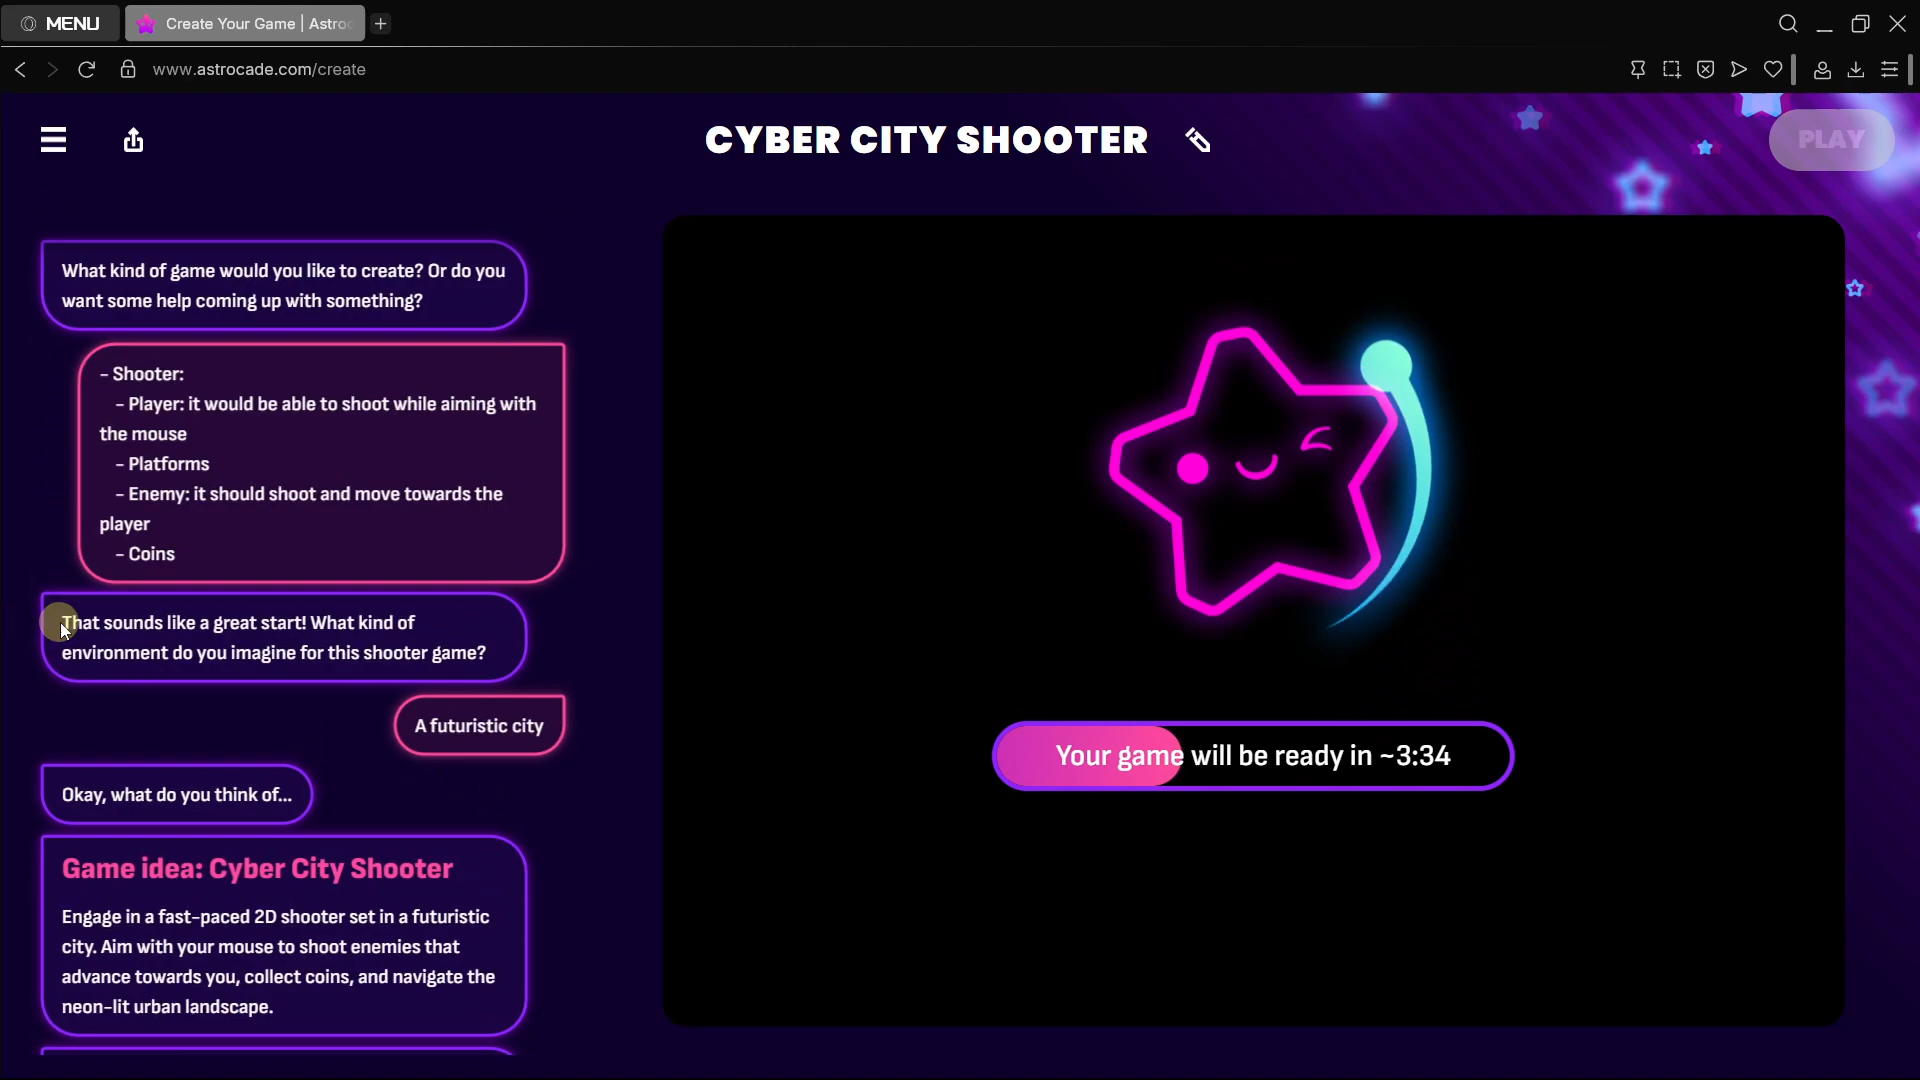 MENU
Create Your Game | Astroc
www.astrocade.com/create
CYBER CITY SHOOTER
PLAY
What kind of game would you like to create? Or do you
want some help coming up with something?
- Shooter:
- Player: it would be able to shoot while aiming with
the mouse
- Platforms
- Enemy: it should shoot and move towards the
player
- Coins
That sounds like a great start! What kind of
environment do you imagine for this shooter game?
A futuristic city
Okay, what do you think of...
Game idea: Cyber City Shooter
Engage in a fast-paced 2D shooter set in a futuristic
city. Aim with your mouse to shoot enemies that
advance towards you, collect coins, and navigate the
neon-lit urban landscape.
Your game will be ready in ~3:34